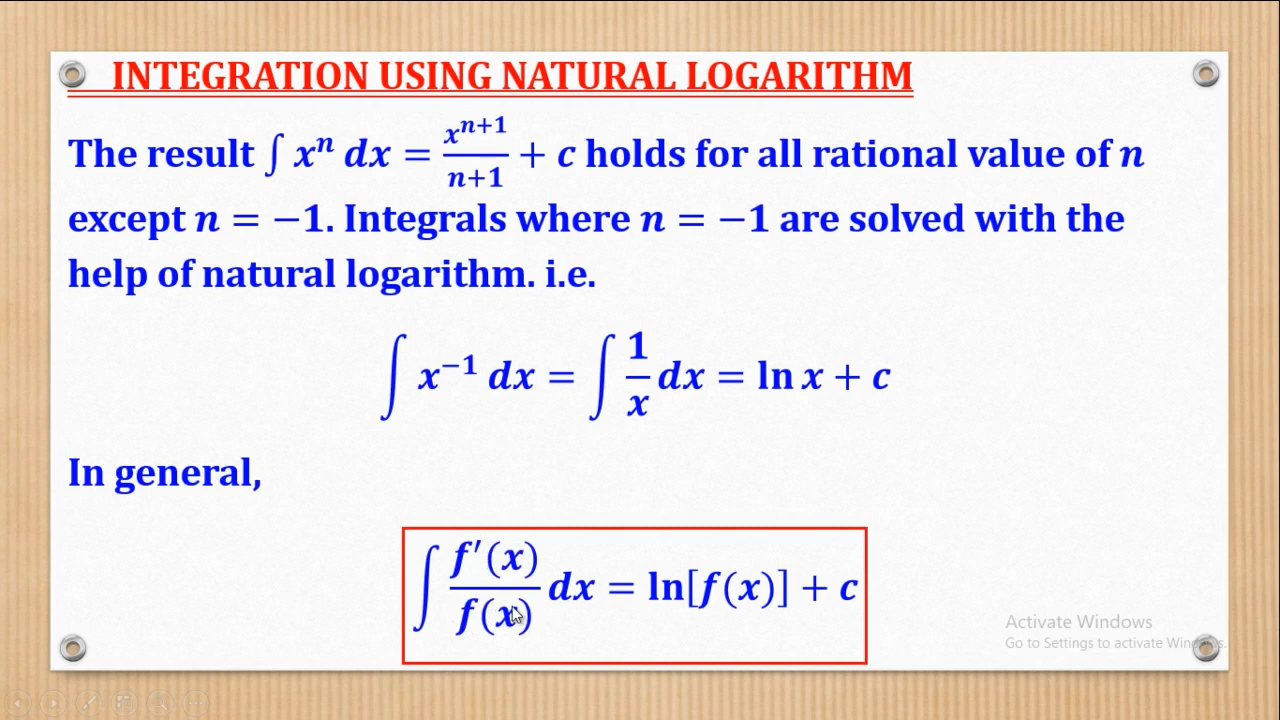 INTEGRATION USING NATURAL LOGARITHM
The result ∫ xⁿ dx = xⁿ⁺¹/n+1 + c holds for all rational value of n
except n = −1. Integrals where n = −1 are solved with the
help of natural logarithm. i.e.
∫ x⁻¹ dx = ∫ 1/x dx = ln x + c
In general,
∫ f′(x)/f(x) dx = ln[f(x)] + c
Activate Windows
Go to Settings to activate Windows.